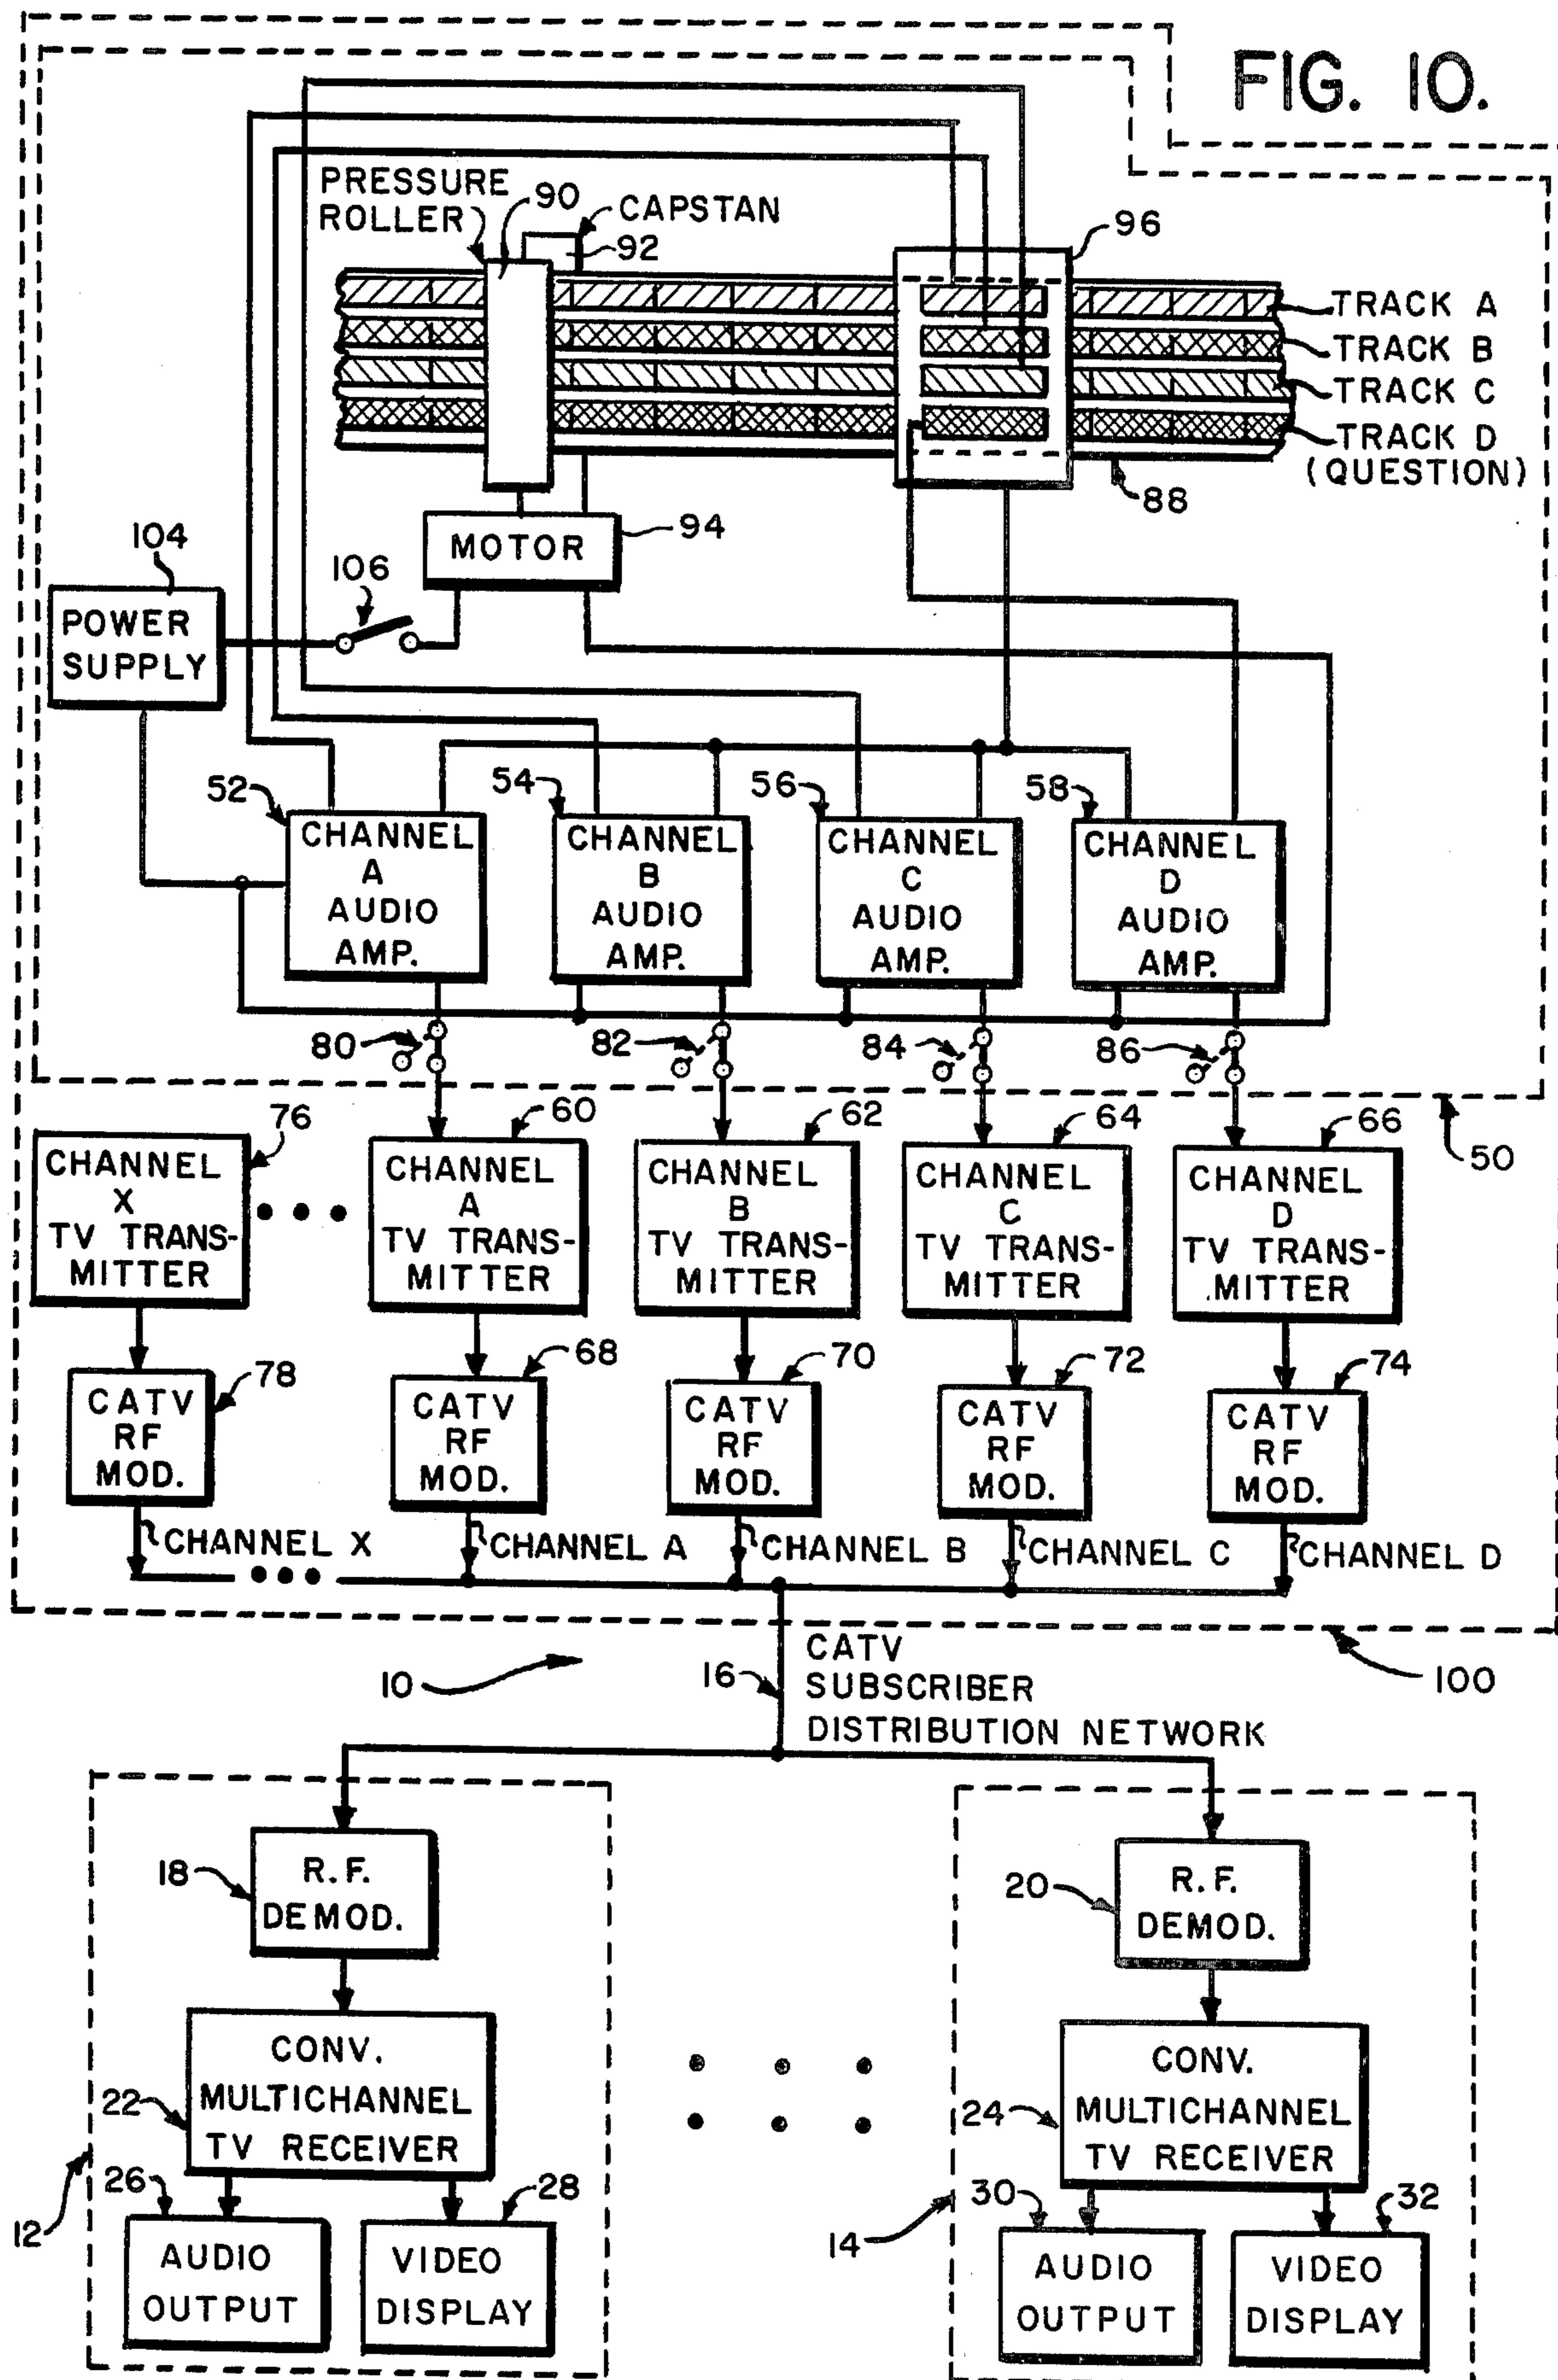 FIG. 10.
PRESSURE
ROLLER
90
CAPSTAN
92
96
TRACK A
TRACK B
TRACK C
TRACK D
(QUESTION)
88
94
MOTOR
104
106
POWER
SUPPLY
52
54
56
58
CHANNEL
A
AUDIO
AMP.
CHANNEL
B
AUDIO
AMP.
CHANNEL
C
AUDIO
AMP.
CHANNEL
D
AUDIO
AMP.
80
82
84
86
50
76
60
62
64
66
CHANNEL
X
TV TRANS-
MITTER
CHANNEL
A
TV TRANS-
MITTER
CHANNEL
B
TV TRANS-
MITTER
CHANNEL
C
TV TRANS-
MITTER
CHANNEL
D
TV TRANS-
MITTER
78
68
70
72
74
CATV
RF
MOD.
CATV
RF
MOD.
CATV
RF
MOD.
CATV
RF
MOD.
CATV
RF
MOD.
CHANNEL X
CHANNEL A
CHANNEL B
CHANNEL C
CHANNEL D
10
16
CATV
SUBSCRIBER
DISTRIBUTION NETWORK
100
18
R.F.
DEMOD.
20
R.F.
DEMOD.
22
CONV.
MULTICHANNEL
TV RECEIVER
24
CONV.
MULTICHANNEL
TV RECEIVER
12
26
28
14
30
32
AUDIO
OUTPUT
VIDEO
DISPLAY
AUDIO
OUTPUT
VIDEO
DISPLAY